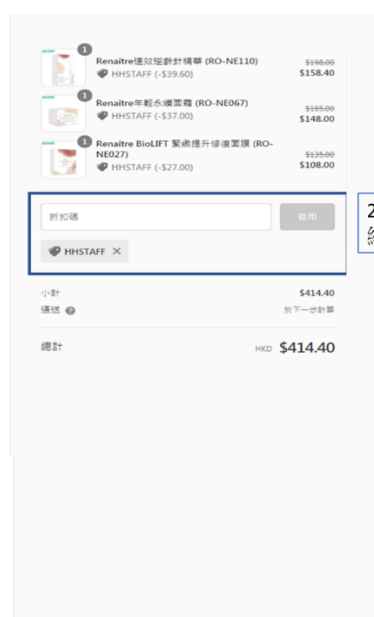 1
Renaitre速效逆齡針精華 (RO-NE110)
HHSTAFF (-$39.60)
$198.00
$158.40
1
Renaitre年輕永續面霜 (RO-NE067)
HHSTAFF (-$37.00)
$185.00
$148.00
1
Renaitre BioLIFT 緊緻提升修復面膜 (RO-
NE027)
HHSTAFF (-$27.00)
$135.00
$108.00
折扣碼
HHSTAFF ✕
2
小計 $414.40
運送
於下一步計算
總計 HKD $414.40